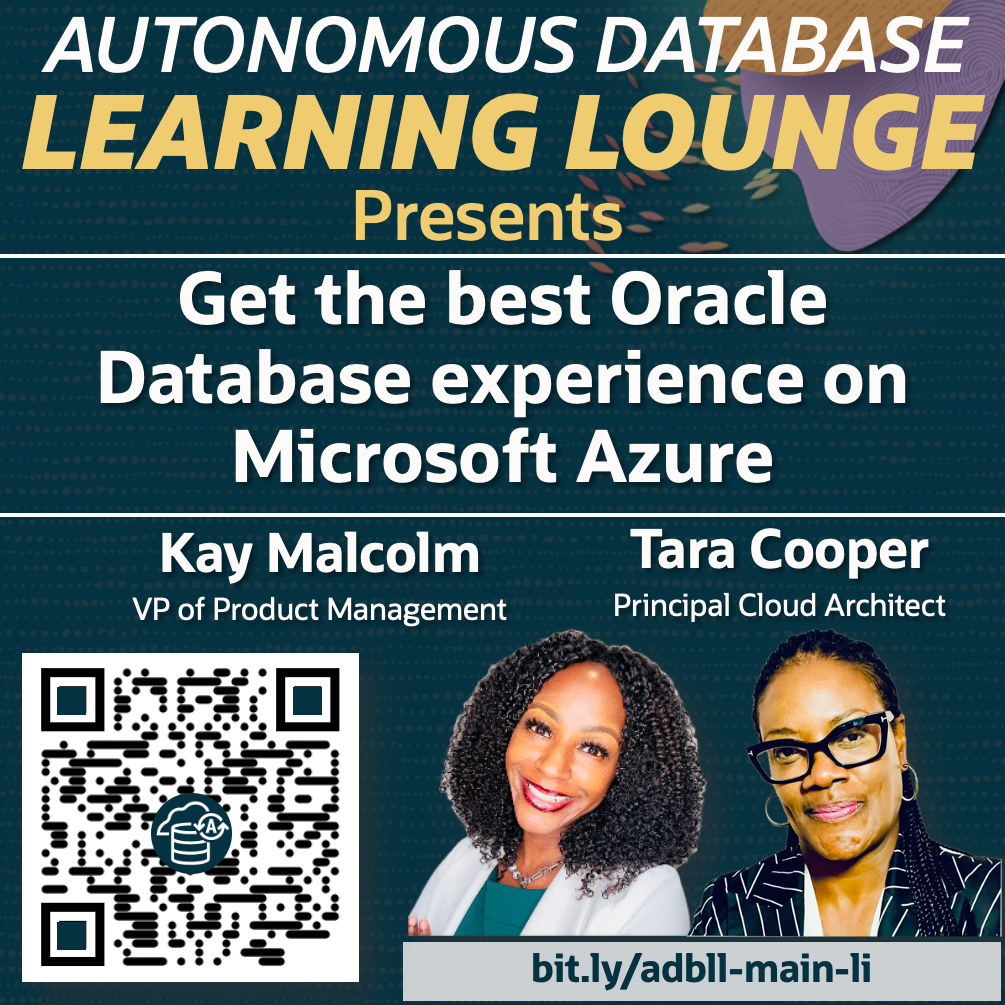 AUTONOMOUS DATABASE
LEARNING LOUNGE
Presents
Get the best Oracle
Database experience on
Microsoft Azure
Kay Malcolm
VP of Product Management
Tara Cooper
Principal Cloud Architect
A
bit.ly/adbll-main-li